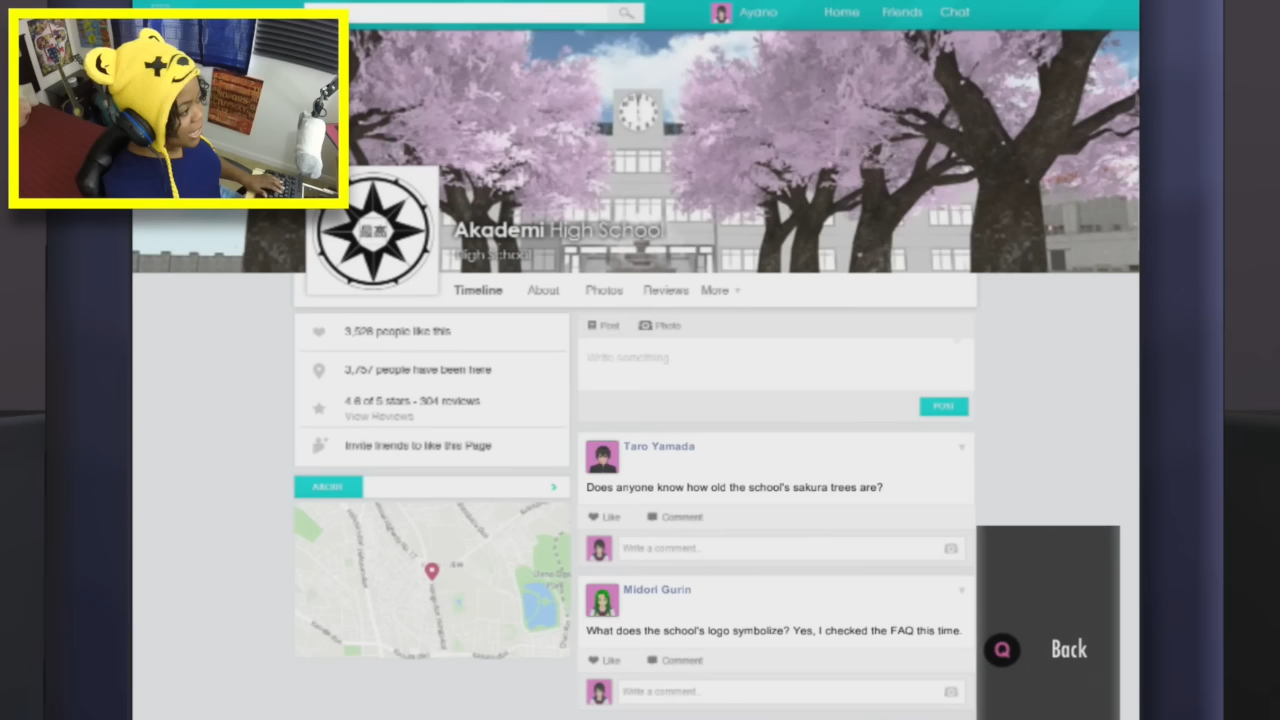 Ayano
Home
Friends
Chat
最高
Akademi High School
High School
Timeline
About
Photos
Reviews
More
3,528 people like this
3,757 people have been here
4.6 of 5 stars - 304 reviews
View Reviews
Invite friends to like this Page
ABOUT
Post
Photo
Write something
POST
Taro Yamada
Does anyone know how old the school's sakura trees are?
Like
Comment
Write a comment..
Midori Gurin
What does the school's logo symbolize? Yes, I checked the FAQ this time.
Like
Comment
Write a comment..
Q
Back